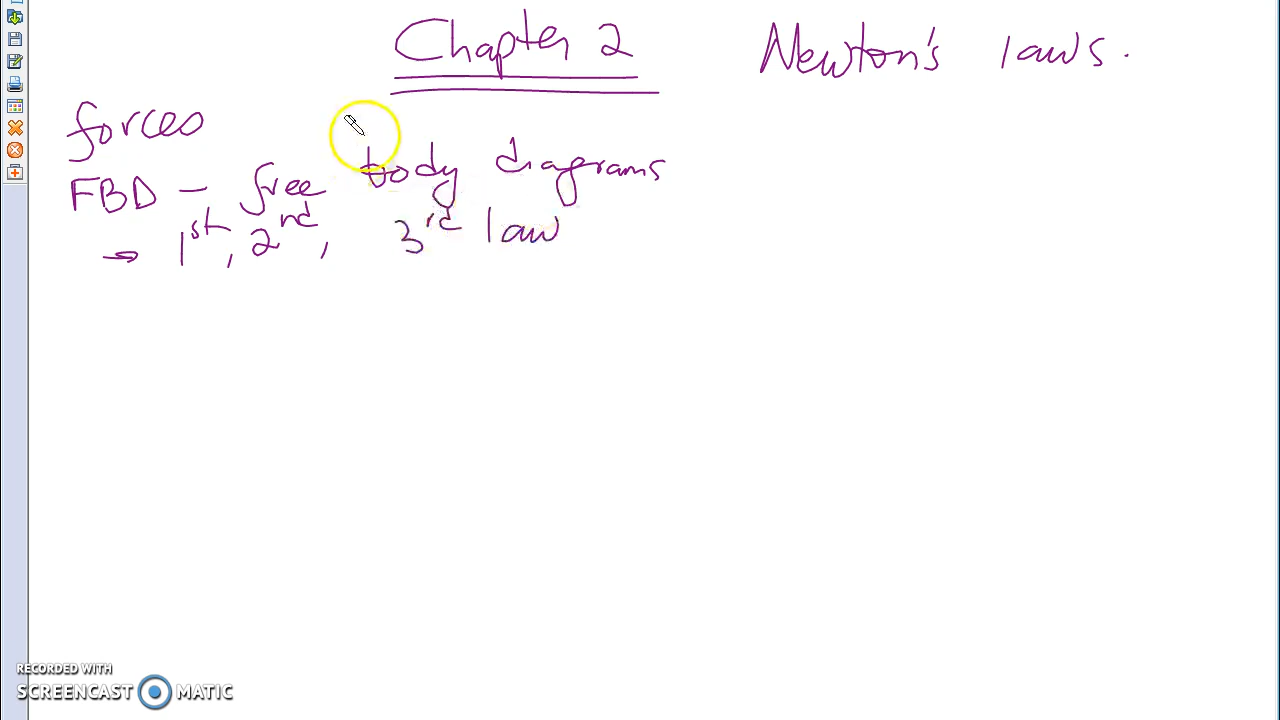 Chapter 2 Newton's laws.
forces
FBD – free body diagrams
→ 1st, 2nd, 3rd law
RECORDED WITH
SCREENCAST MATIC